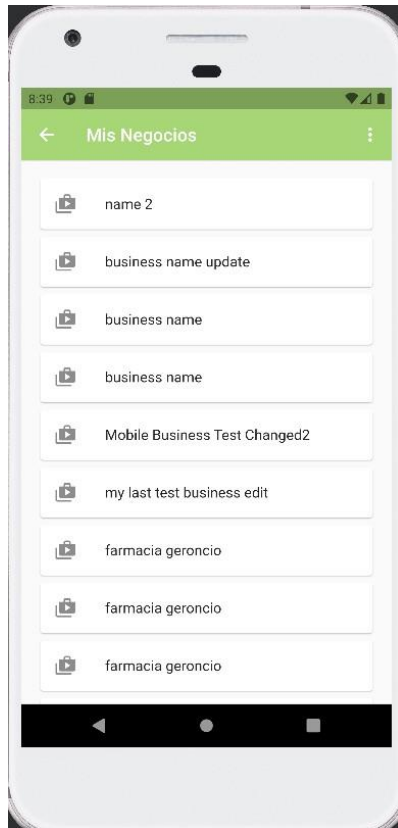 8:39
Mis Negocios
name 2
business name update
business name
business name
Mobile Business Test Changed2
my last test business edit
farmacia geroncio
farmacia geroncio
farmacia geroncio